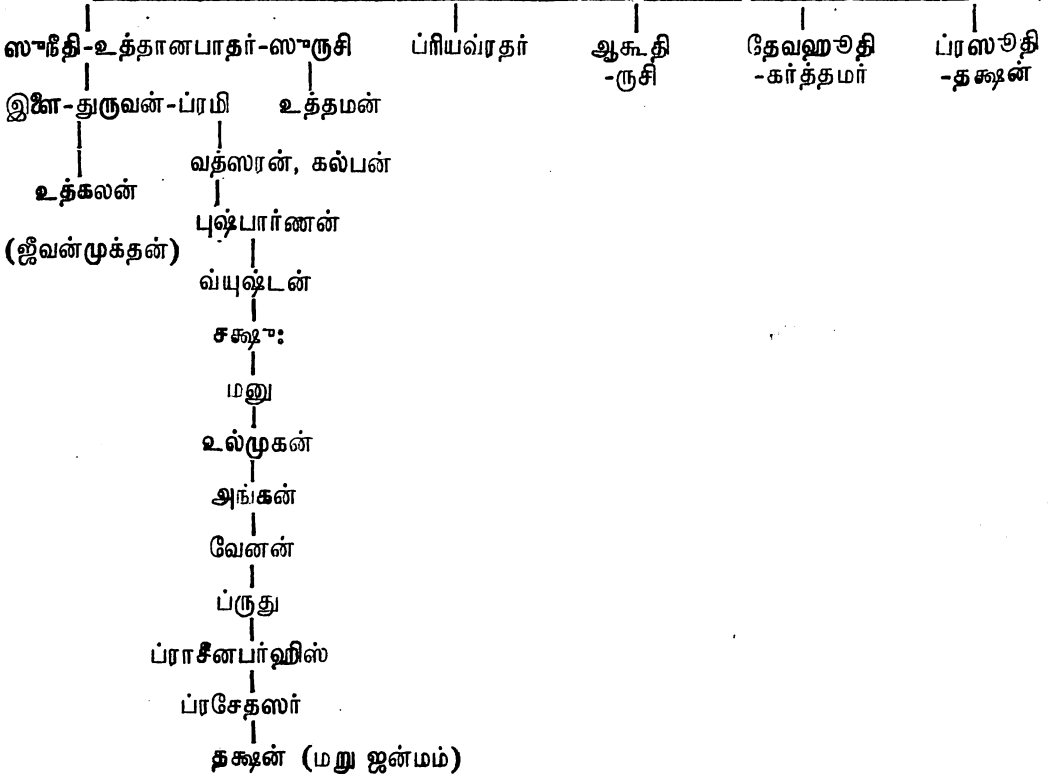 ஸுநீதி-உத்தானபாதர்-ஸுருசி ப்ரியவ்ரதர் ஆகூதி தேவஹூதி ப்ரஸூதி
-ருசி -கர்த்தமர் -தக்ஷன்
இளை-துருவன்-ப்ரமி உத்தமன்
வத்ஸரன், கல்பன்
உத்கலன்
புஷ்பார்ணன்
(ஜீவன்முக்தன்)
வ்யுஷ்டன்
சக்ஷுः
மனு
உல்முகன்
அங்கன்
வேனன்
ப்ருது
ப்ராசீனபர்ஹிஸ்
ப்ரசேதஸர்
தக்ஷன் (மறு ஜன்மம்)